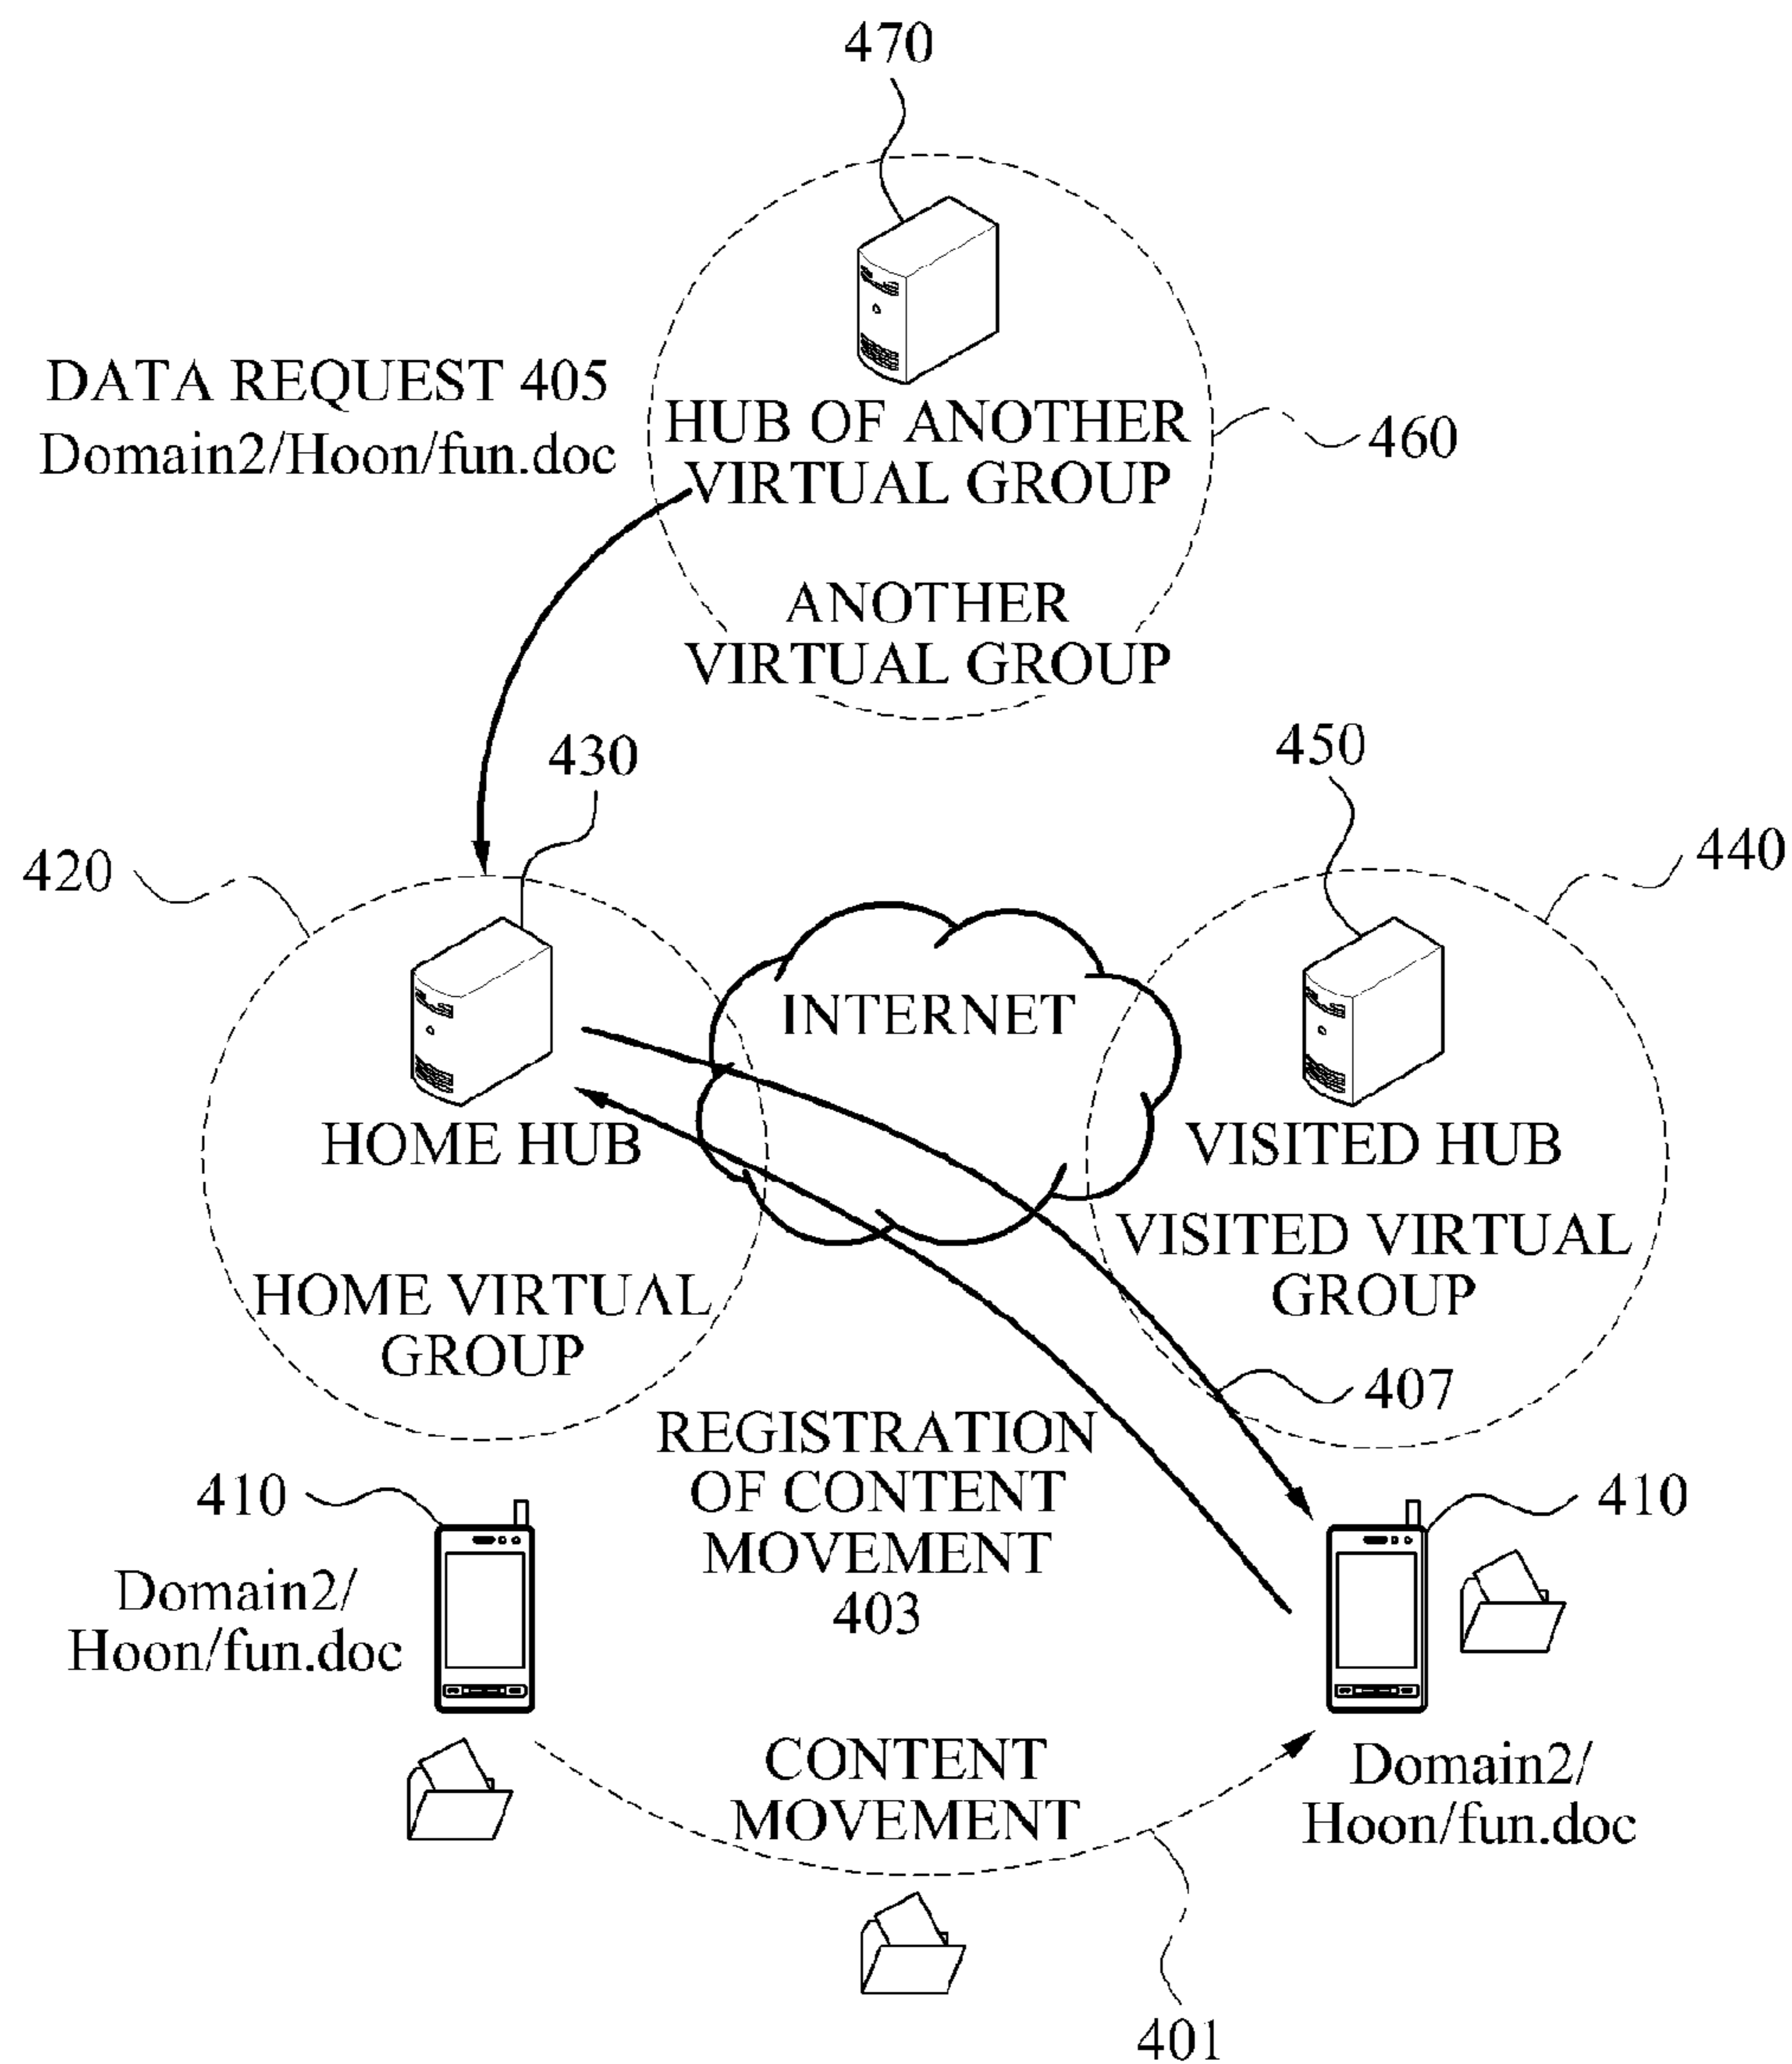 470
DATA REQUEST 405
Domain2/Hoon/fun.doc
HUB OF ANOTHER
VIRTUAL GROUP
460
ANOTHER
VIRTUAL GROUP
430
450
420
440
INTERNET
HOME HUB
VISITED HUB
VISITED VIRTUAL
GROUP
HOME VIRTUAL
GROUP
407
REGISTRATION
OF CONTENT
MOVEMENT
403
410
410
Domain2/
Hoon/fun.doc
CONTENT
MOVEMENT
Domain2/
Hoon/fun.doc
401